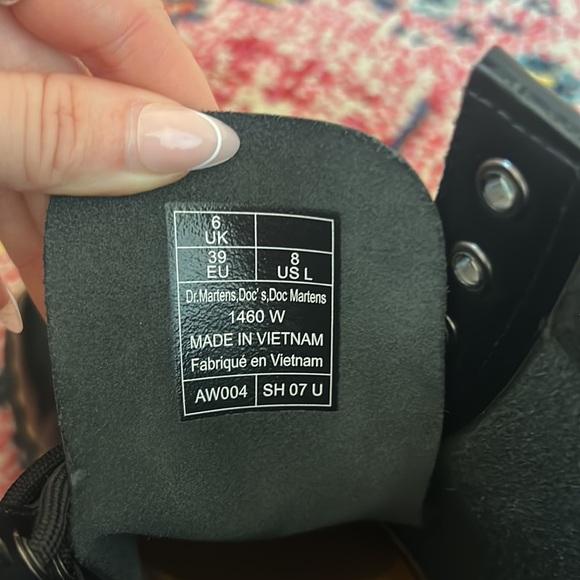 6
UK
39 8
EU US L
Dr.Martens,Doc's,Doc Martens
1460 W
MADE IN VIETNAM
Fabriqué en Vietnam
AW004 SH 07 U